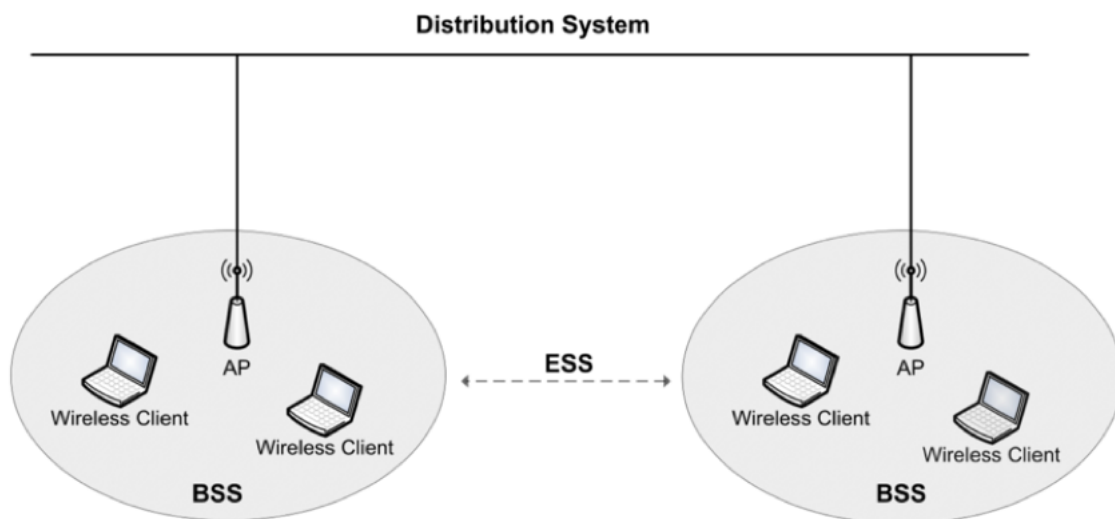 Distribution System
AP
AP
ESS
Wireless Client
Wireless Client
Wireless Client
Wireless Client
BSS
BSS